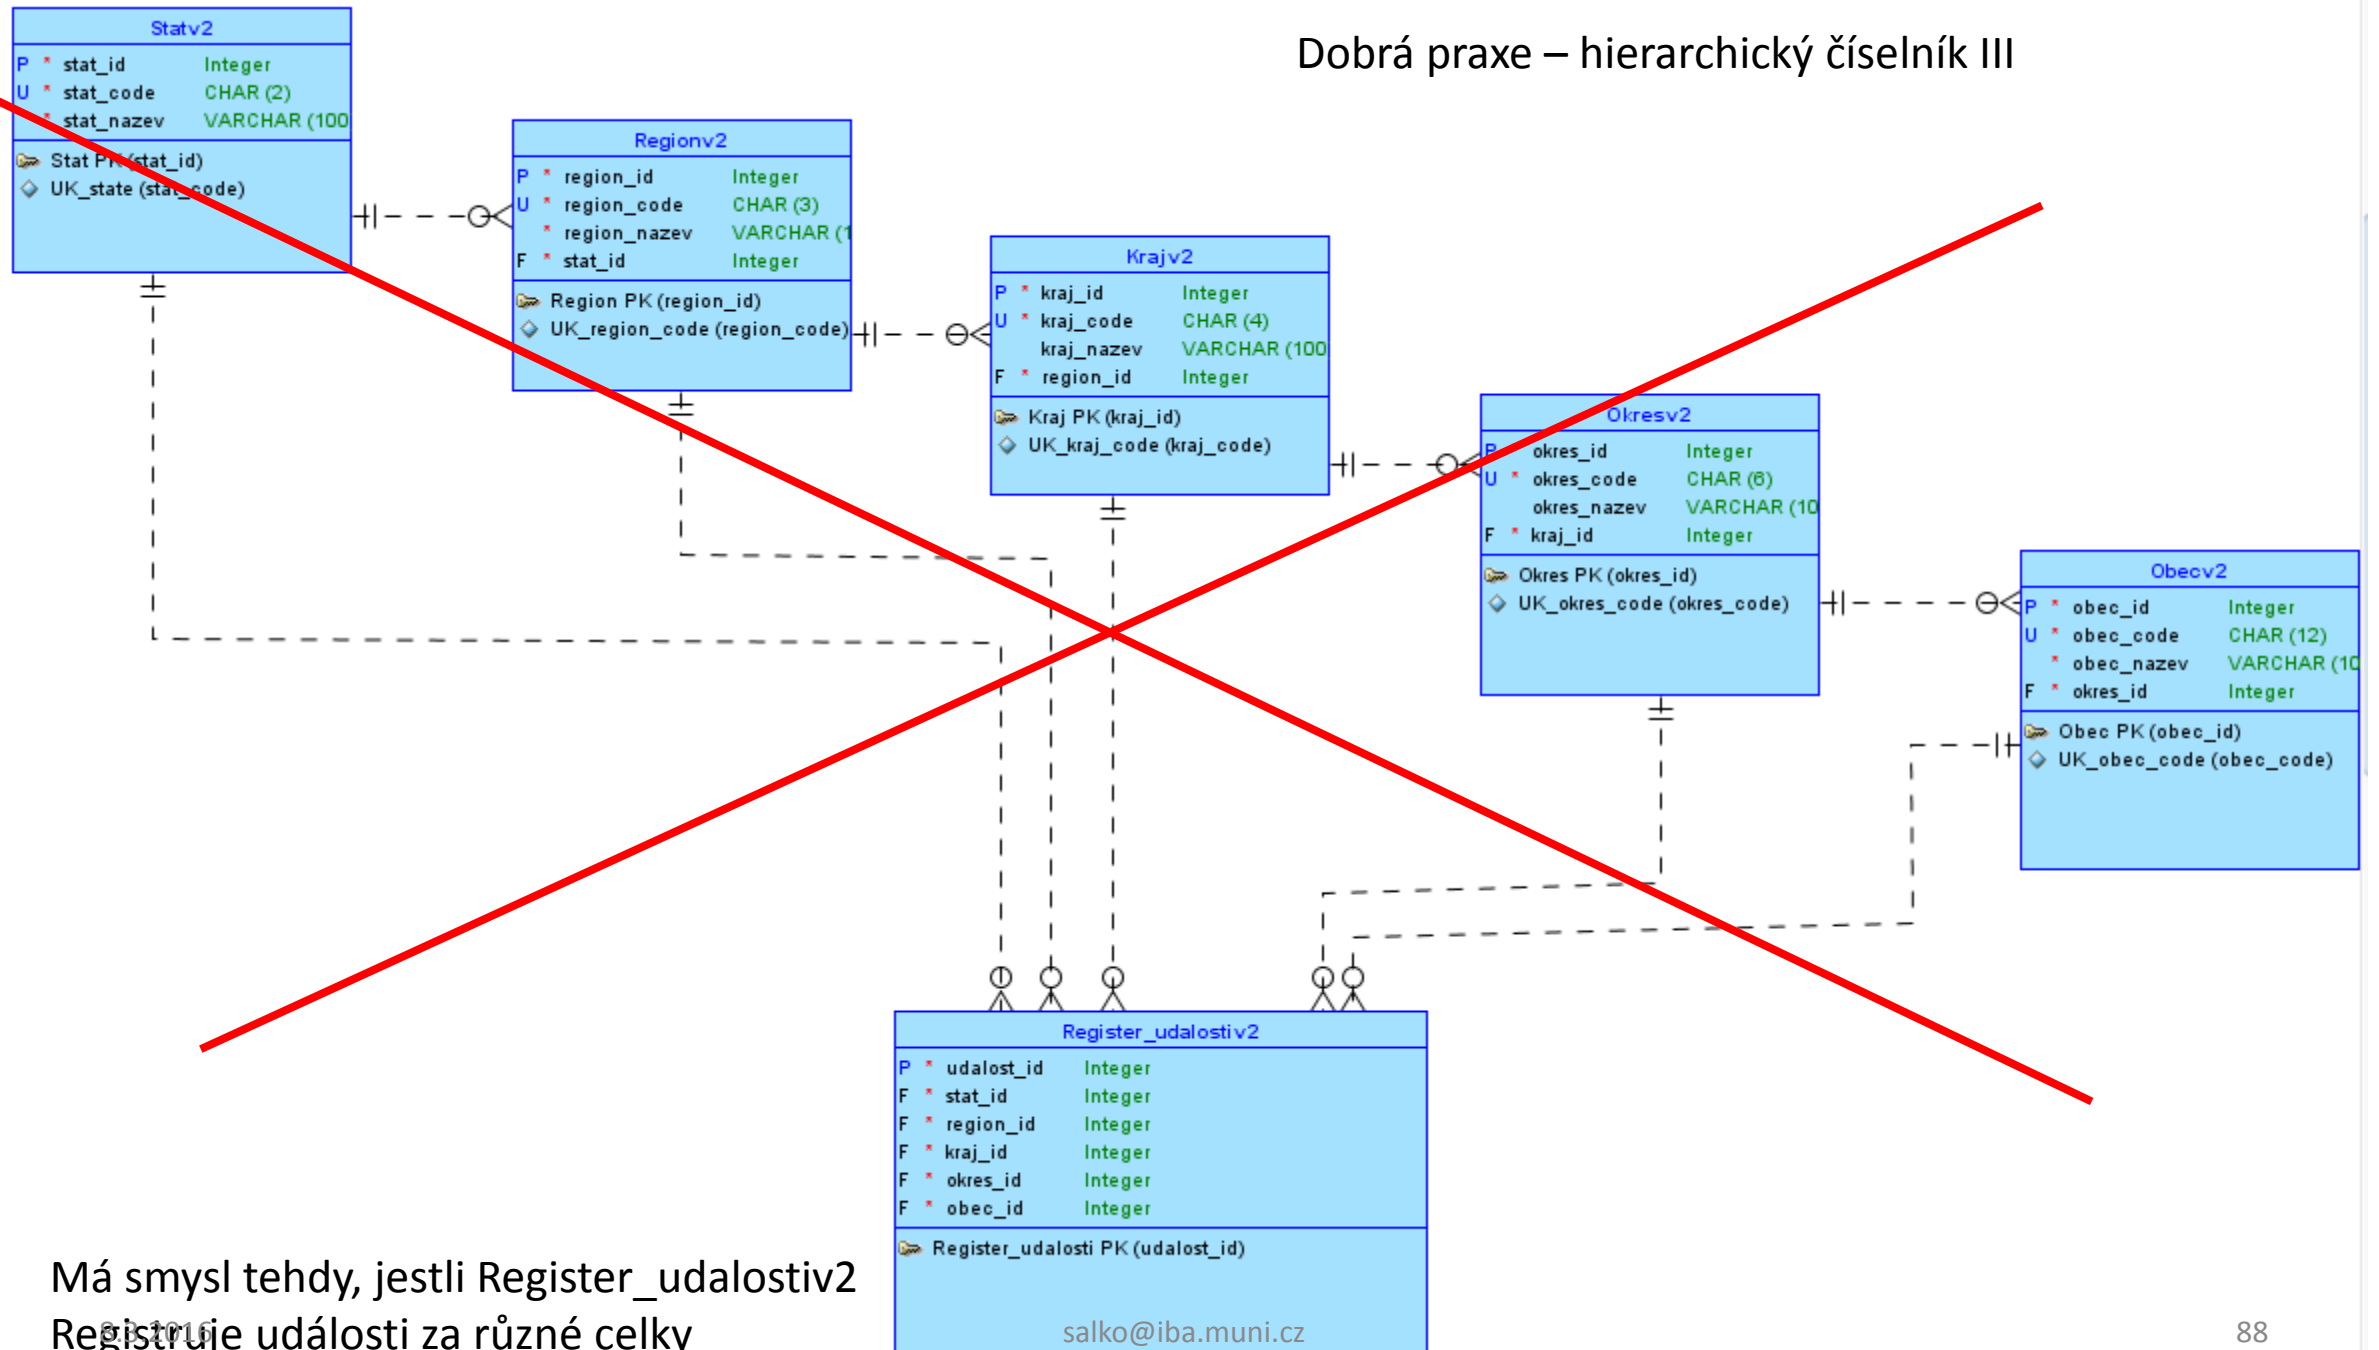 Dobrá praxe – hierarchický číselník III
Statv2
P * stat_id Integer
U * stat_code CHAR (2)
* stat_nazev VARCHAR (100
Stat PK (stat_id)
UK_state (stat_code)
Regionv2
P * region_id Integer
U * region_code CHAR (3)
* region_nazev VARCHAR (1
F * stat_id Integer
Region PK (region_id)
UK_region_code (region_code)
Krajv2
P * kraj_id Integer
U * kraj_code CHAR (4)
kraj_nazev VARCHAR (100
F * region_id Integer
Kraj PK (kraj_id)
UK_kraj_code (kraj_code)
Okresv2
P okres_id Integer
U * okres_code CHAR (6)
okres_nazev VARCHAR (10
F * kraj_id Integer
Okres PK (okres_id)
UK_okres_code (okres_code)
Obecv2
P * obec_id Integer
U * obec_code CHAR (12)
* obec_nazev VARCHAR (10
F * okres_id Integer
Obec PK (obec_id)
UK_obec_code (obec_code)
Register_udalostiv2
P * udalost_id Integer
F * stat_id Integer
F * region_id Integer
F * kraj_id Integer
F * okres_id Integer
F * obec_id Integer
Register_udalosti PK (udalost_id)
Má smysl tehdy, jestli Register_udalostiv2
Registruje události za různé celky
8.3.2016
salko@iba.muni.cz
88